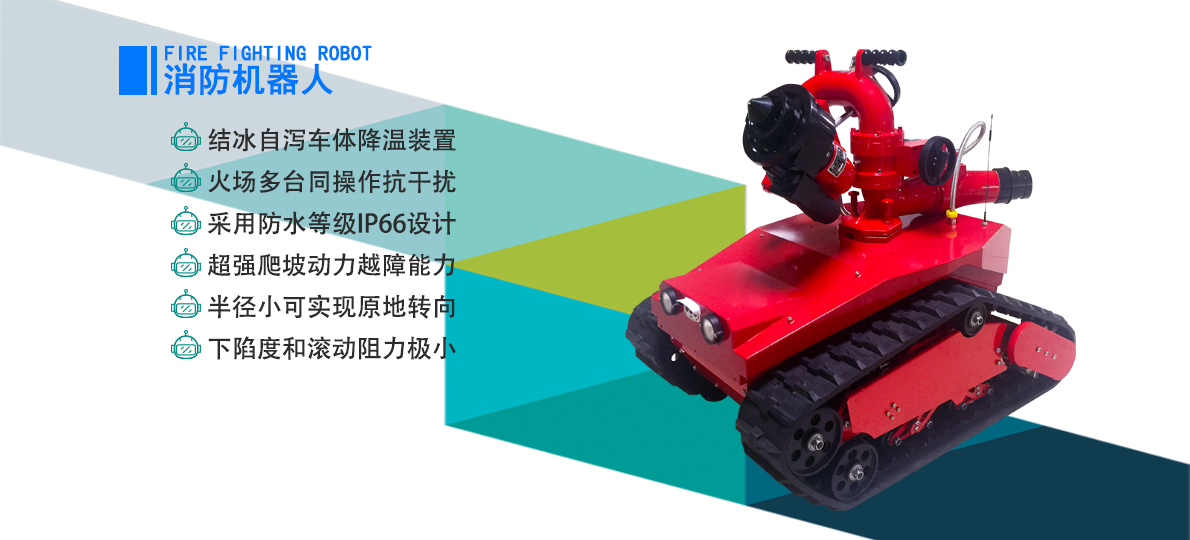 FIRE FIGHTING ROBOT
消防机器人
结冰自泻车体降温装置
火场多台同操作抗干扰
采用防水等级IP66设计
超强爬坡动力越障能力
半径小可实现原地转向
下陷度和滚动阻力极小